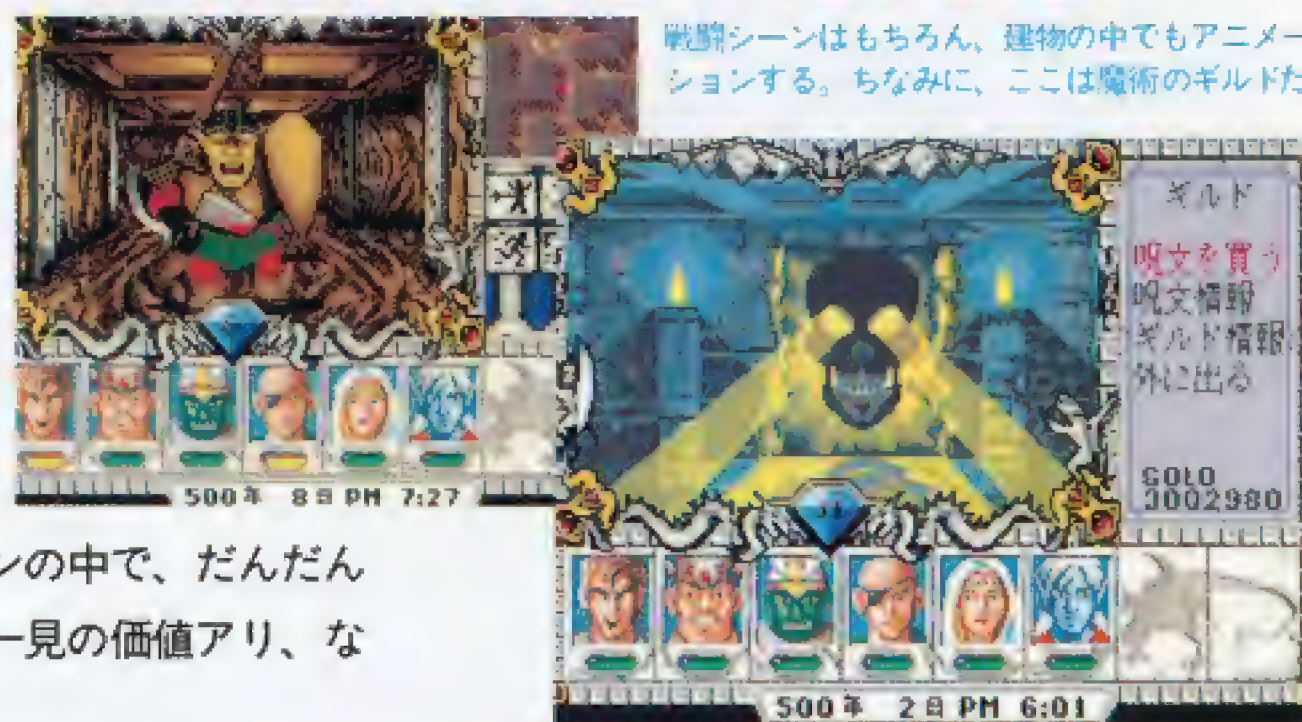 戦闘シーンはもちろん、建物の中でもアニメー
ションする。ちなみに、ここは魔術のギルドだ
ギルド
呪文を買う
呪文情報
ギルド情報
外に出る
GOLD
3002980
500年 8日 PM 7:27
500年 2日 PM 6:01
ンの中で、だんだん
一見の価値アリ、な